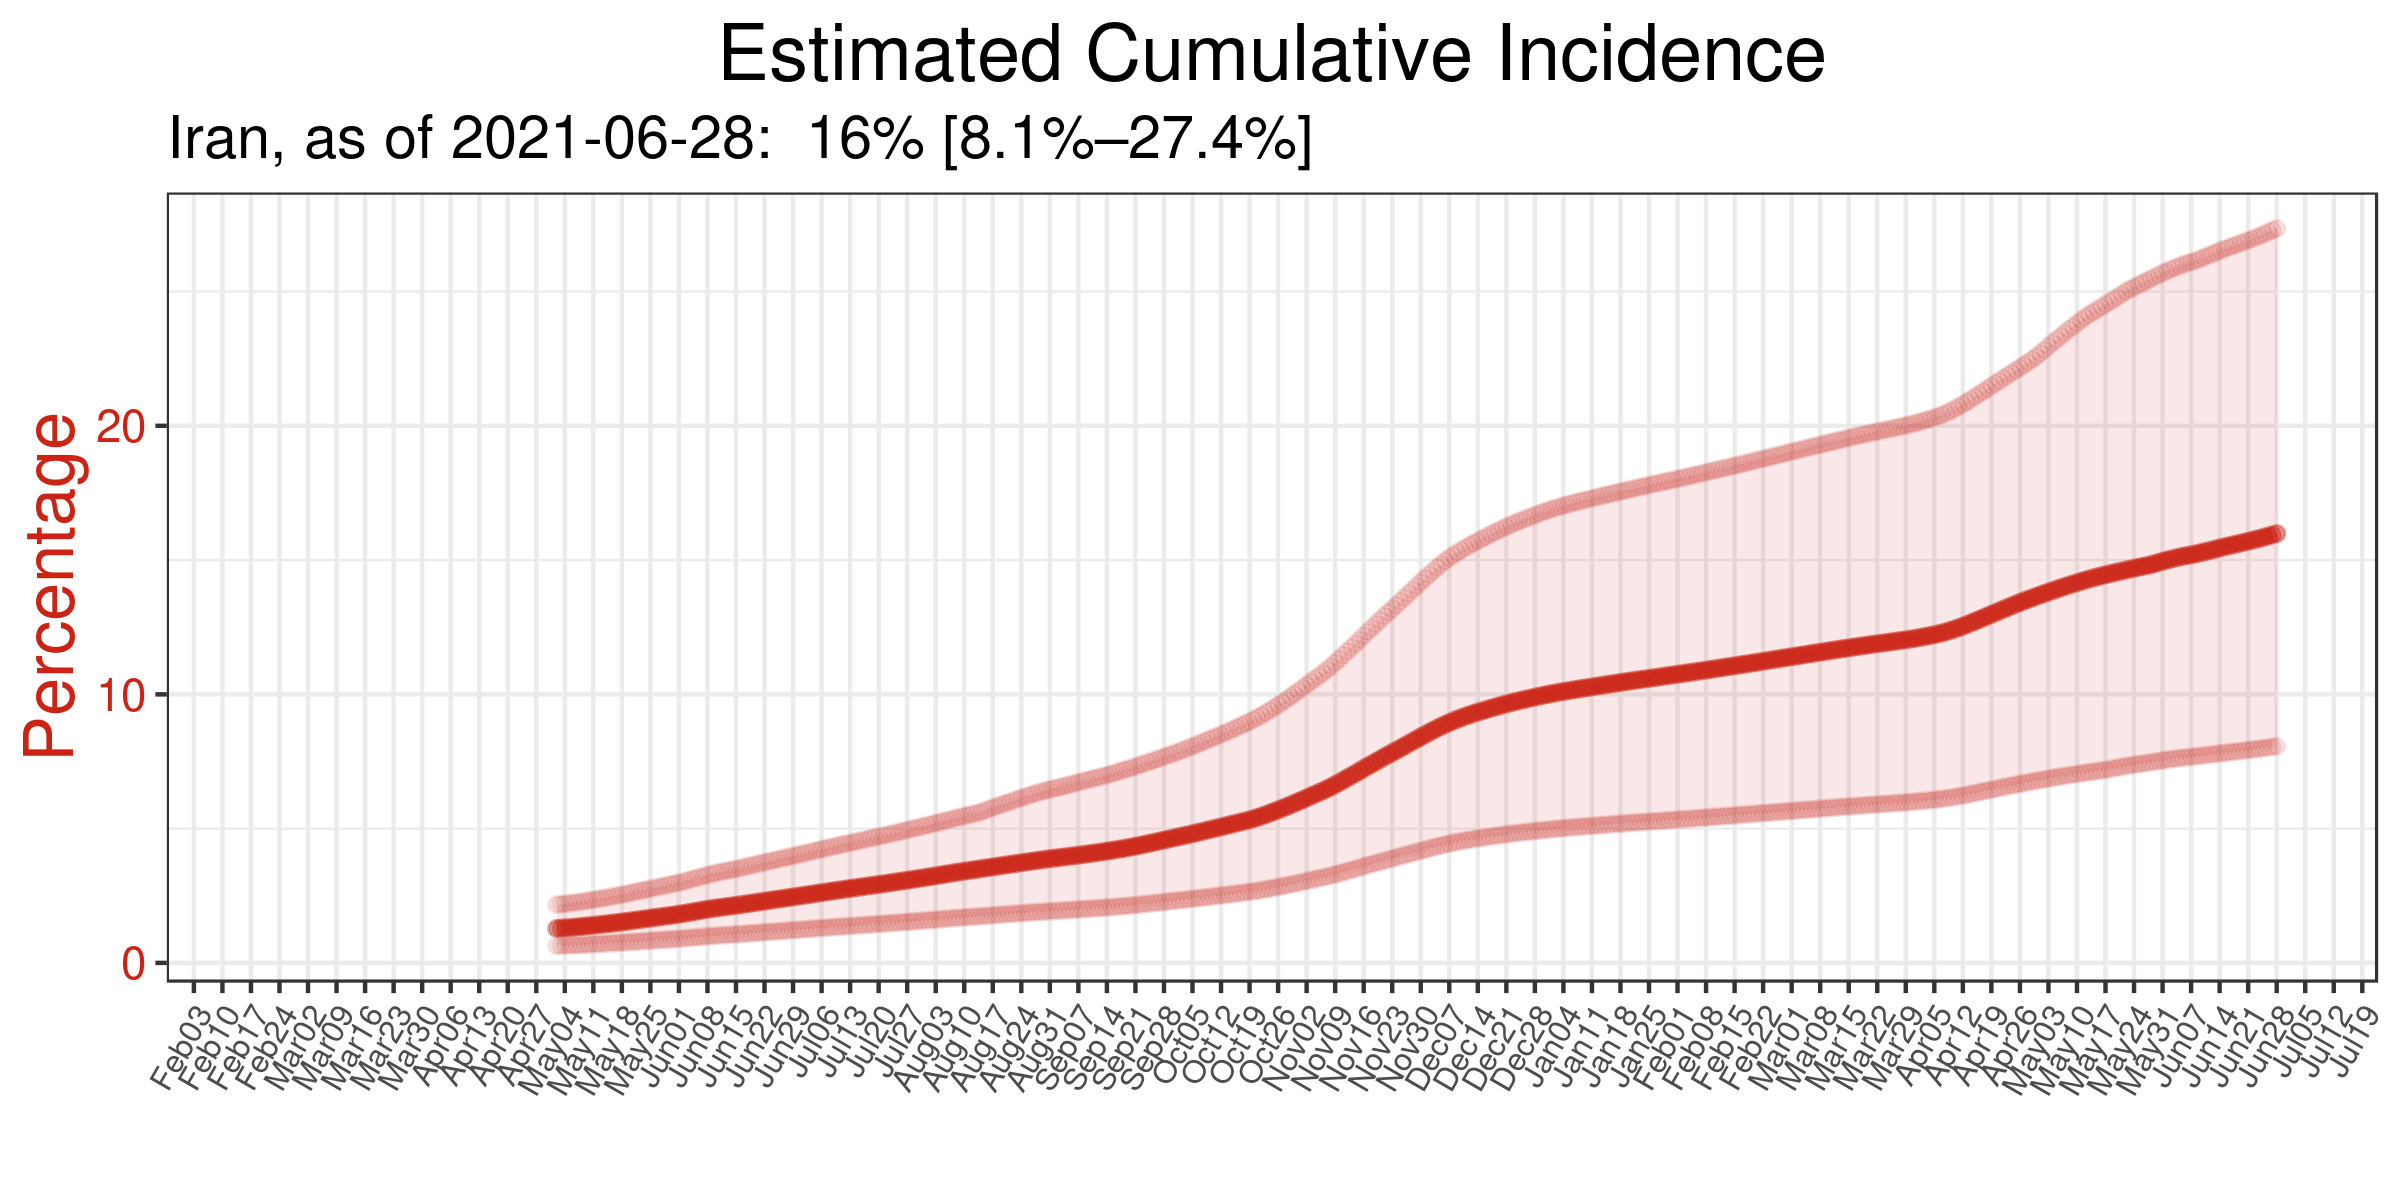 Estimated Cumulative Incidence
Iran, as of 2021-06-28:  16% [8.1%–27.4%]
Percentage
20
10
0
Feb03
Feb10
Feb17
Feb24
Mar02
Mar09
Mar16
Mar23
Mar30
Apr06
Apr13
Apr20
Apr27
May04
May11
May18
May25
Jun01
Jun08
Jun15
Jun22
Jun29
Jul06
Jul13
Jul20
Jul27
Aug03
Aug10
Aug17
Aug24
Aug31
Sep07
Sep14
Sep21
Sep28
Oct05
Oct12
Oct19
Oct26
Nov02
Nov09
Nov16
Nov23
Nov30
Dec07
Dec14
Dec21
Dec28
Jan04
Jan11
Jan18
Jan25
Feb01
Feb08
Feb15
Feb22
Mar01
Mar08
Mar15
Mar22
Mar29
Apr05
Apr12
Apr19
Apr26
May03
May10
May17
May24
May31
Jun07
Jun14
Jun21
Jun28
Jul05
Jul12
Jul19